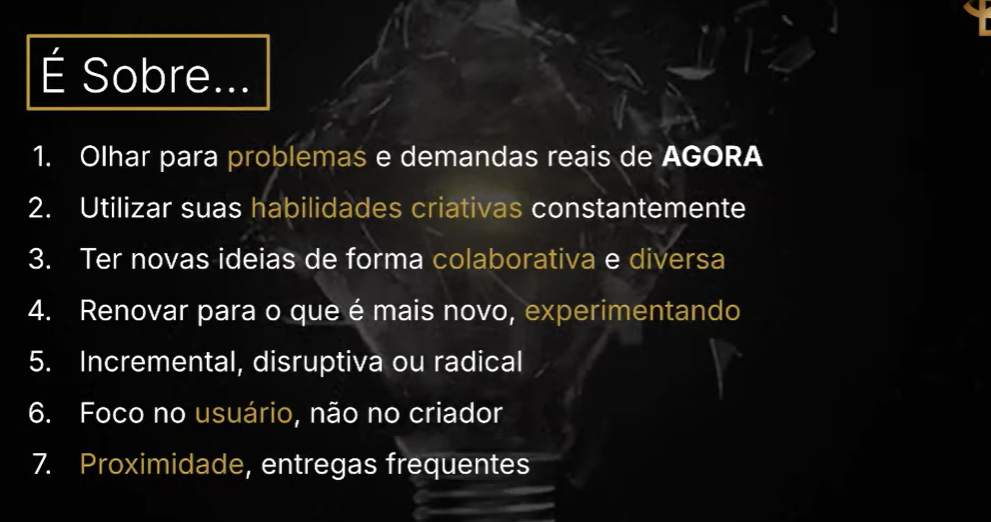 É Sobre...
1. Olhar para problemas e demandas reais de AGORA
2. Utilizar suas habilidades criativas constantemente
3. Ter novas ideias de forma colaborativa e diversa
4. Renovar para o que é mais novo, experimentando
5. Incremental, disruptiva ou radical
6. Foco no usuário, não no criador
7. Proximidade, entregas frequentes